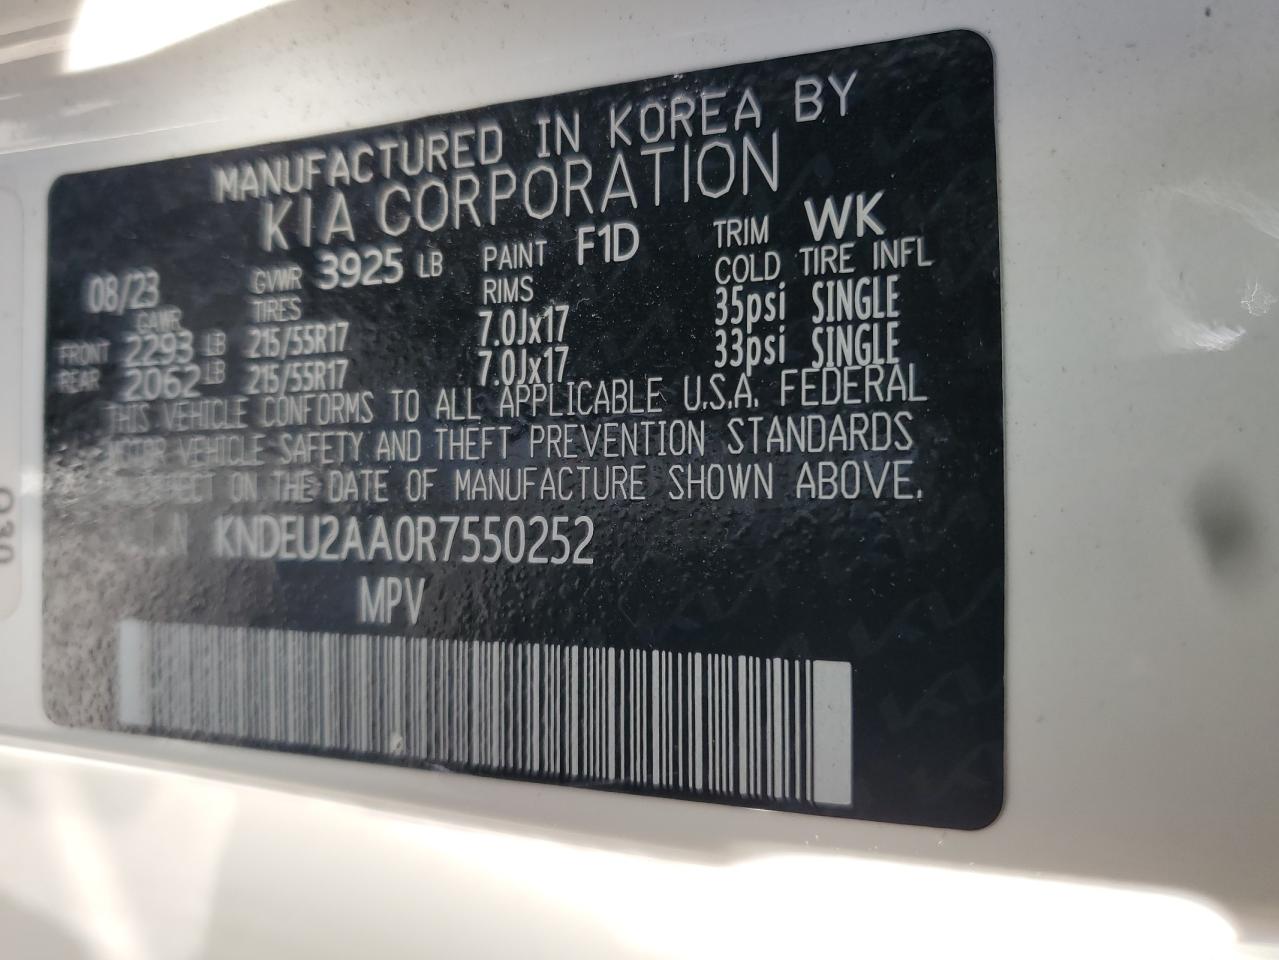 MANUFACTURED IN KOREA BY
KIA CORPORATION
08/23 GVWR 3925 LB PAINT F1D TRIM WK
GAWR TIRES RIMS COLD TIRE INFL
FRONT 2293 LB 215/55R17 7.0Jx17 35psi SINGLE
REAR 2062 LB 215/55R17 7.0Jx17 33psi SINGLE
THIS VEHICLE CONFORMS TO ALL APPLICABLE U.S.A. FEDERAL
MOTOR VEHICLE SAFETY AND THEFT PREVENTION STANDARDS
EFFECT ON THE DATE OF MANUFACTURE SHOWN ABOVE.
KNDEU2AA0R7550252
MPV